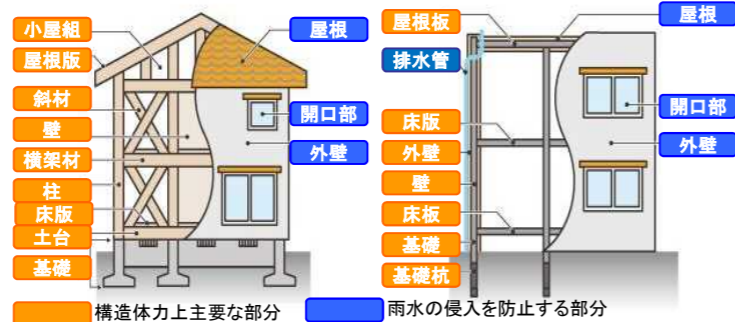 小屋組
屋根版
斜材
壁
横架材
柱
床版
土台
基礎
屋根
開口部
外壁
屋根板
排水管
床版
外壁
壁
床板
基礎
基礎杭
屋根
開口部
外壁
構造体力上主要な部分
雨水の侵入を防止する部分